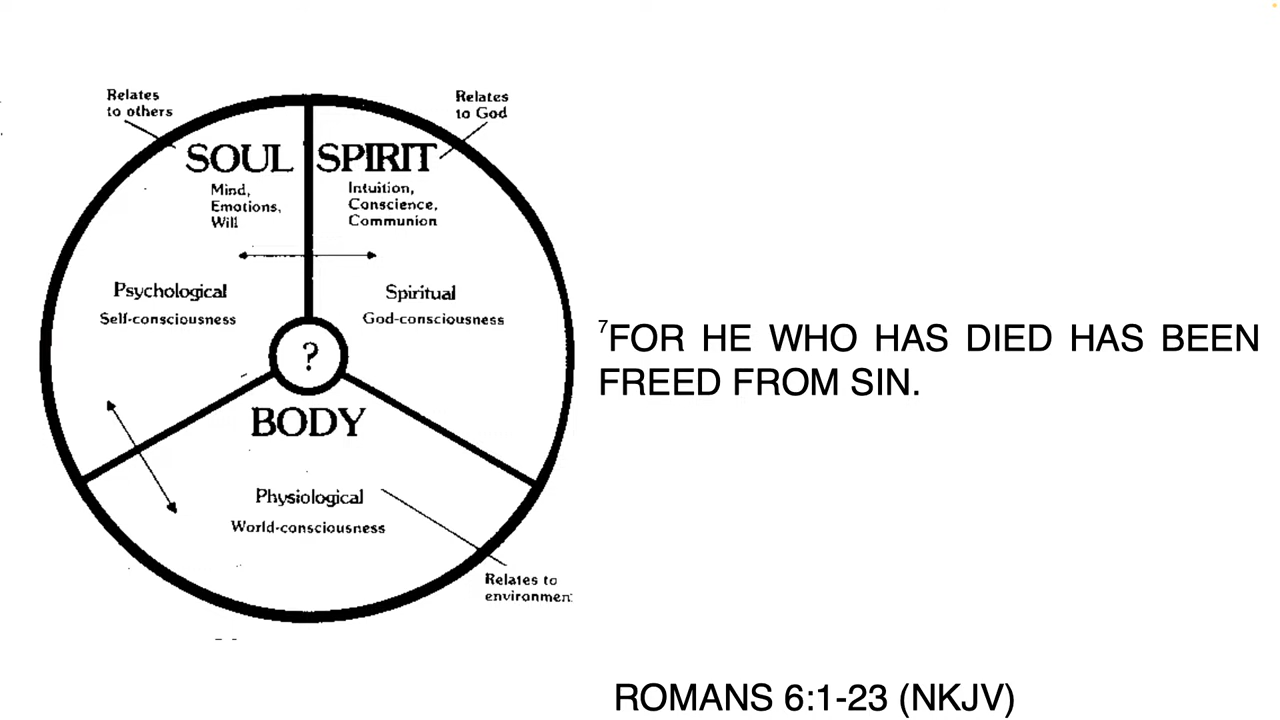 Relates
to others
Relates
to God
SOUL
SPIRIT
Mind,
Emotions,
Will
Intuition,
Conscience,
Communion
Psychological
Self-consciousness
Spiritual
God-consciousness
?
BODY
Physiological
World-consciousness
Relates to
environmen
7FOR HE WHO HAS DIED HAS BEEN
FREED FROM SIN.
ROMANS 6:1-23 (NKJV)